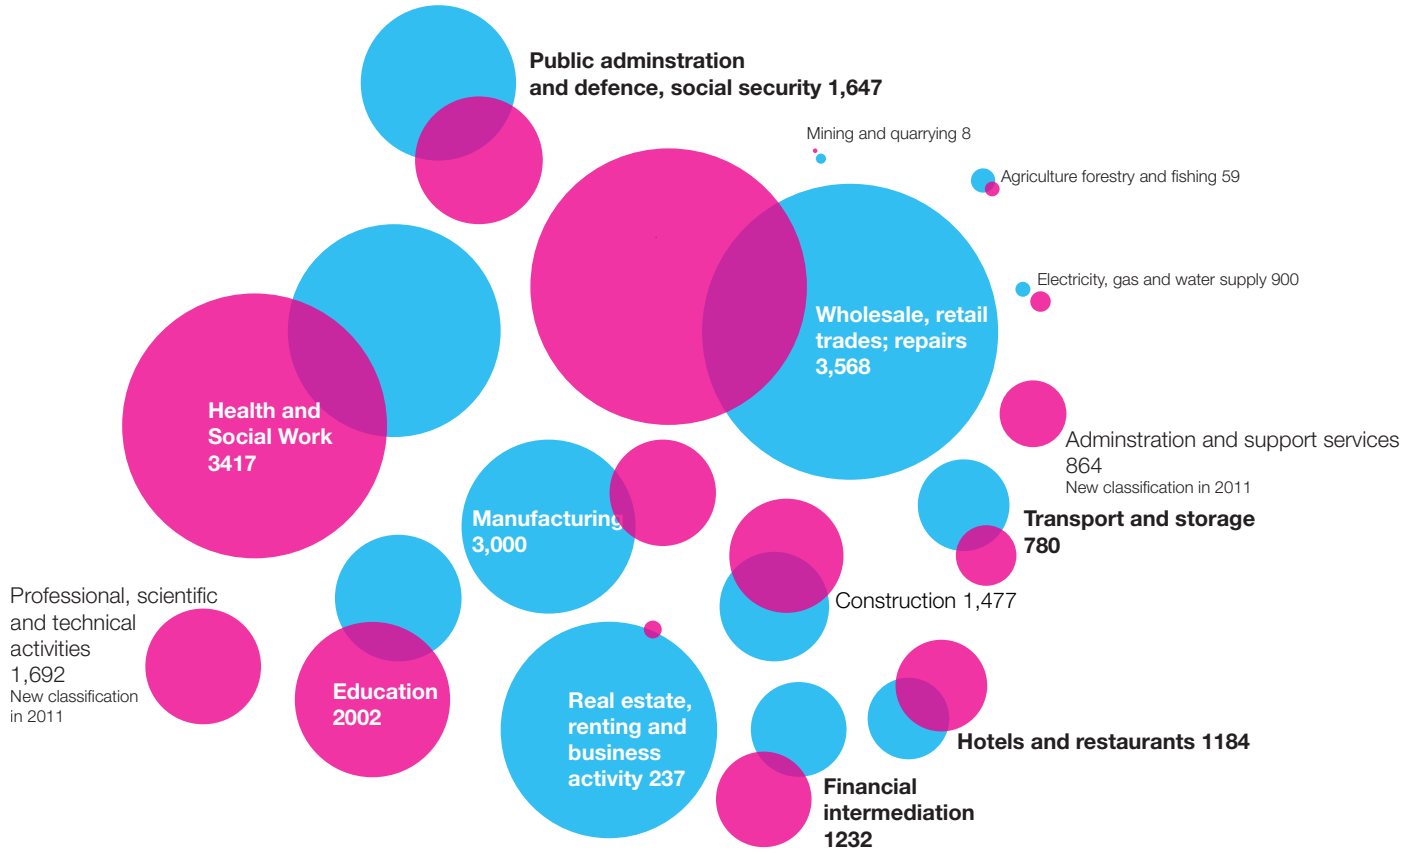 Public adminstration
and defence, social security 1,647
Mining and quarrying 8
Agriculture forestry and fishing 59
Electricity, gas and water supply 900
Wholesale, retail
trades; repairs
3,568
Health and
Social Work
3417
Adminstration and support services
864
New classification in 2011
Manufacturing
3,000
Transport and storage
780
Professional, scientific
and technical
activities
1,692
New classification
in 2011
Construction 1,477
Education
2002
Real estate,
renting and
business
activity 237
Hotels and restaurants 1184
Financial
intermediation
1232